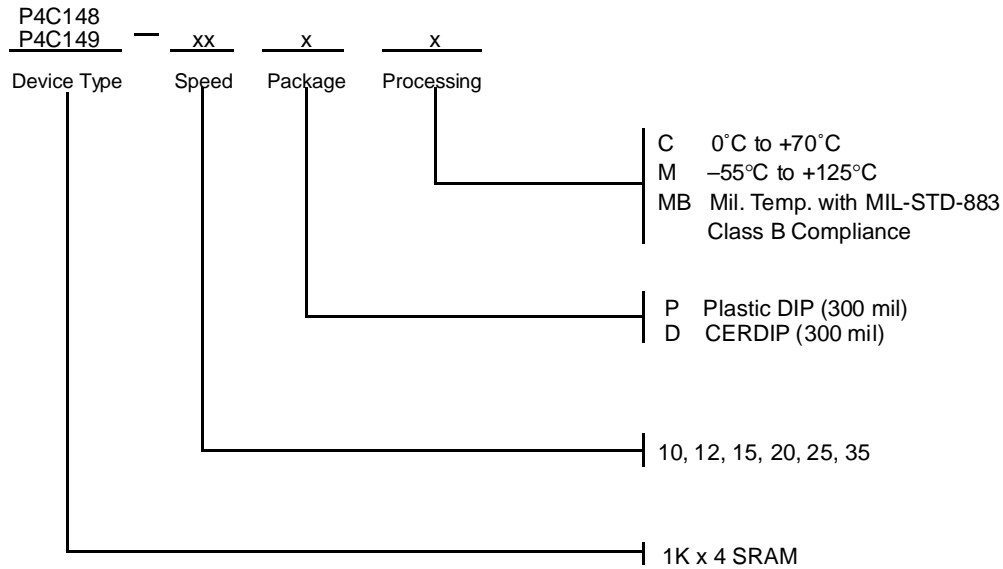 P4C148
P4C149 — xx x x
Device Type Speed Package Processing
C 0˚C to +70˚C
M –55°C to +125°C
MB Mil. Temp. with MIL-STD-883
Class B Compliance
P Plastic DIP (300 mil)
D CERDIP (300 mil)
10, 12, 15, 20, 25, 35
1K x 4 SRAM